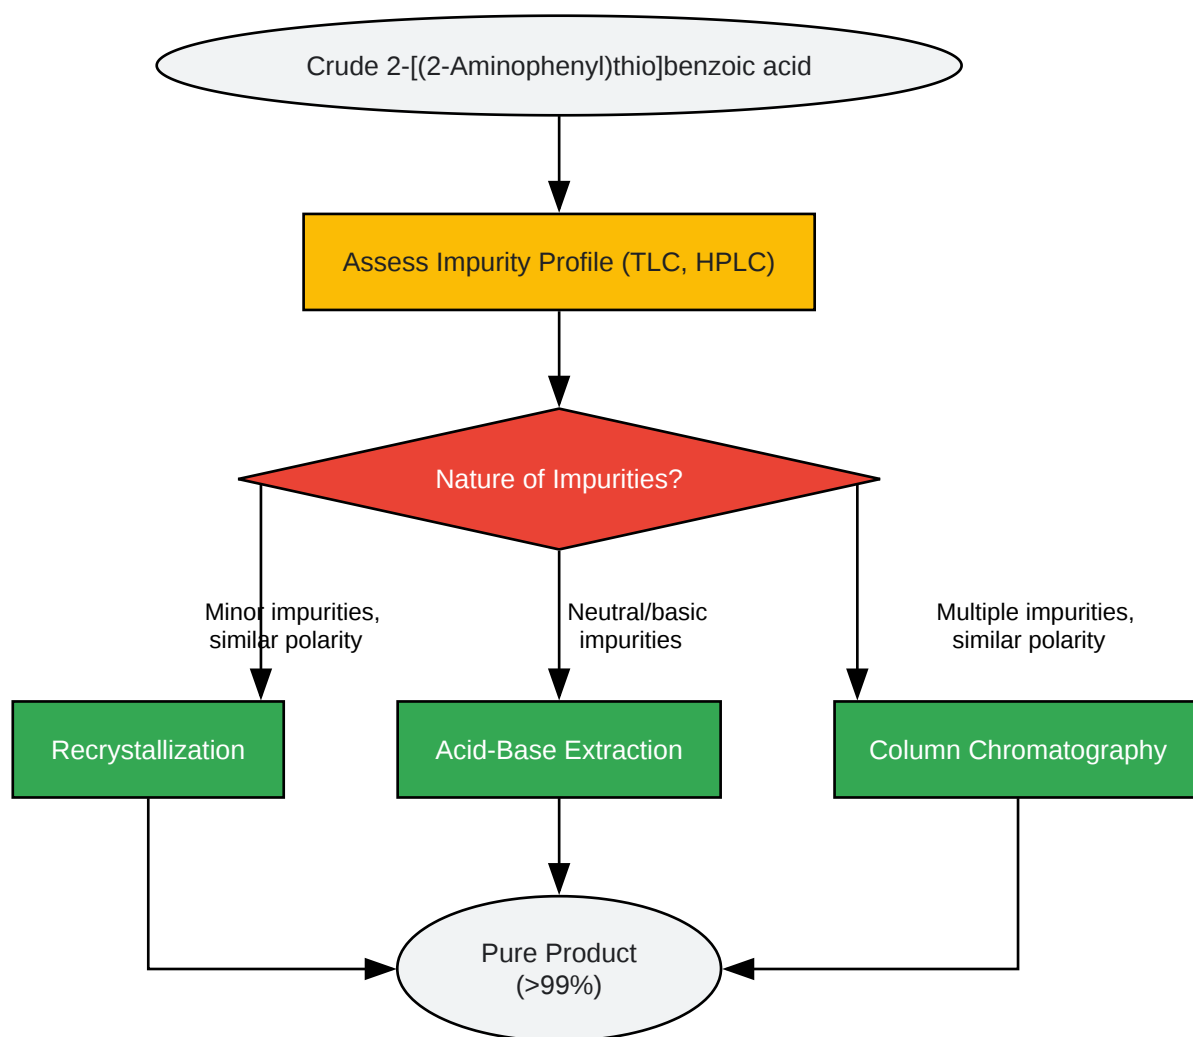 Crude 2-[(2-Aminophenyl)thio]benzoic acid
Assess Impurity Profile (TLC, HPLC)
Nature of Impurities?
Minor impurities,
similar polarity
Neutral/basic
impurities
Multiple impurities,
similar polarity
Recrystallization
Acid-Base Extraction
Column Chromatography
Pure Product
(>99%)